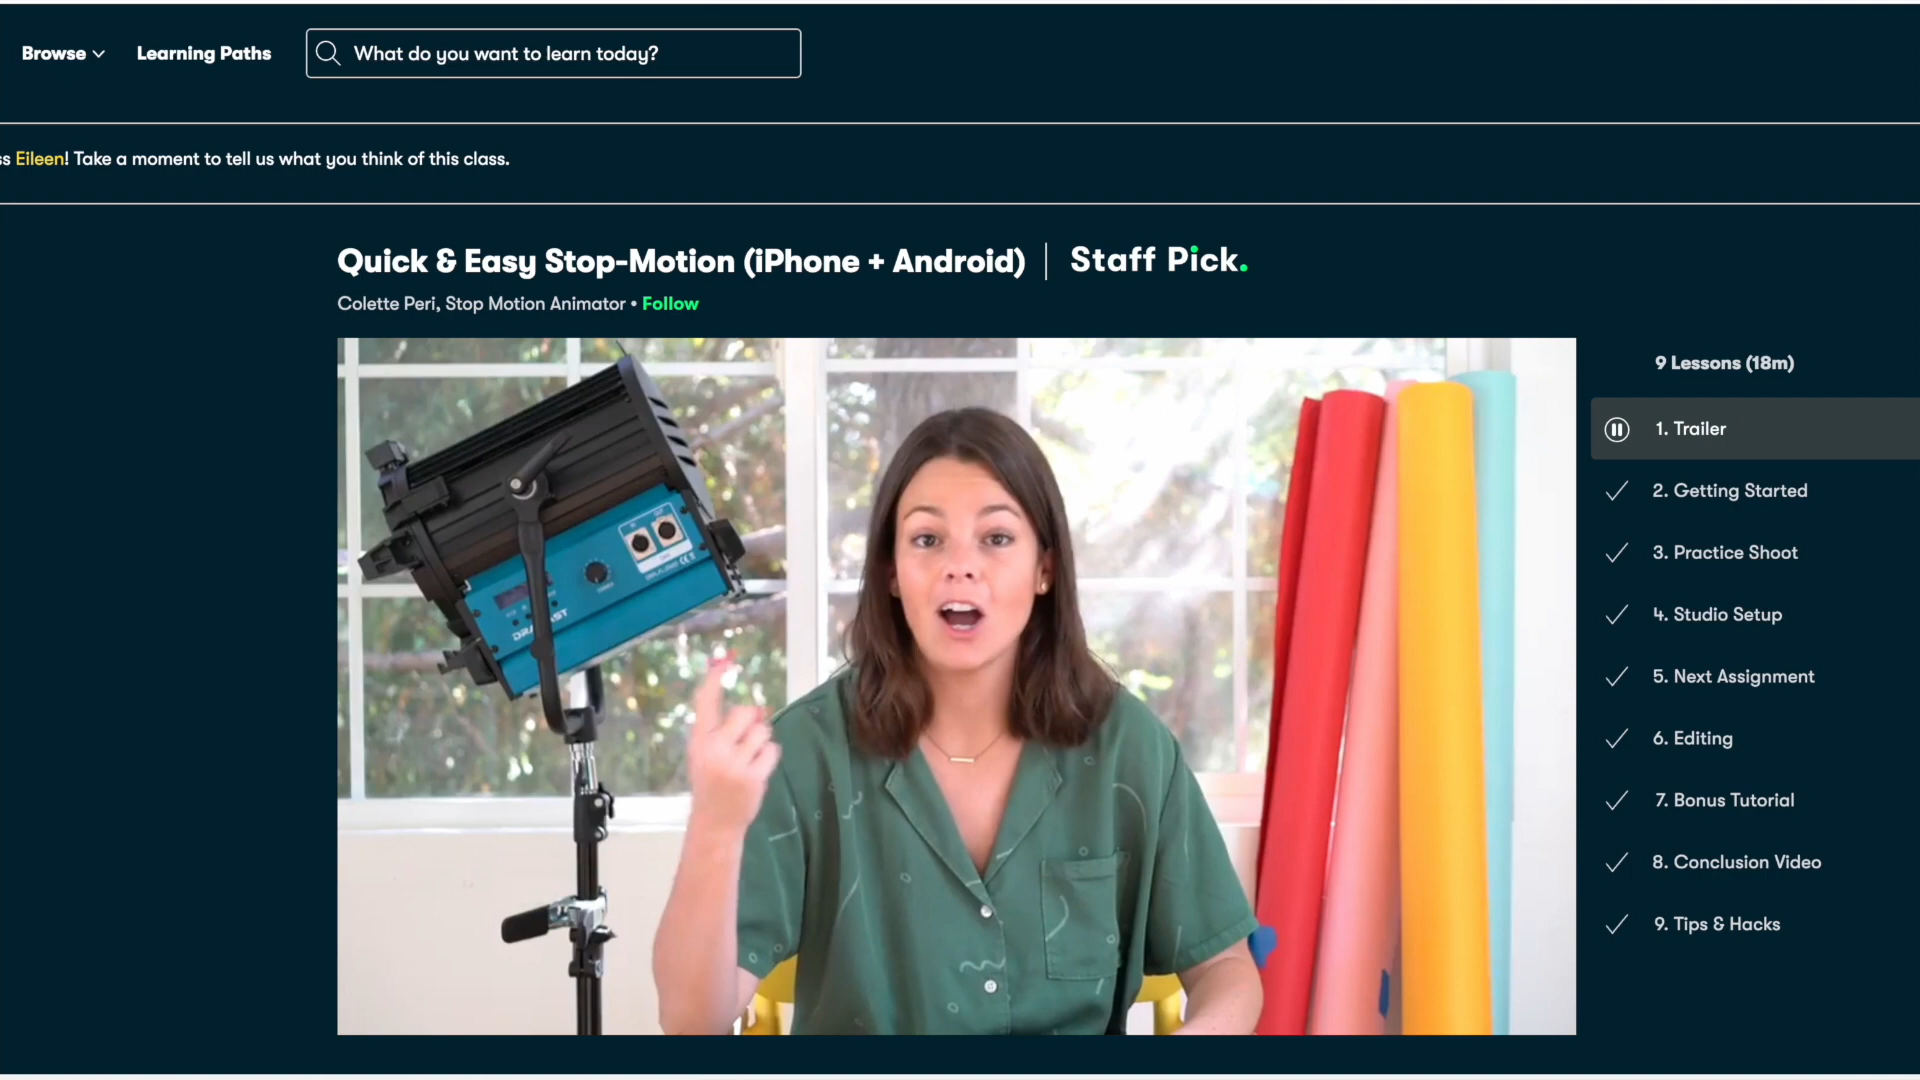 Browse
Learning Paths
What do you want to learn today?
Eileen! Take a moment to tell us what you think of this class.
Quick & Easy Stop-Motion (iPhone + Android) | Staff Pick.
Colette Peri, Stop Motion Animator • Follow
9 Lessons (18m)
1. Trailer
2. Getting Started
3. Practice Shoot
4. Studio Setup
5. Next Assignment
6. Editing
7. Bonus Tutorial
8. Conclusion Video
9. Tips & Hacks